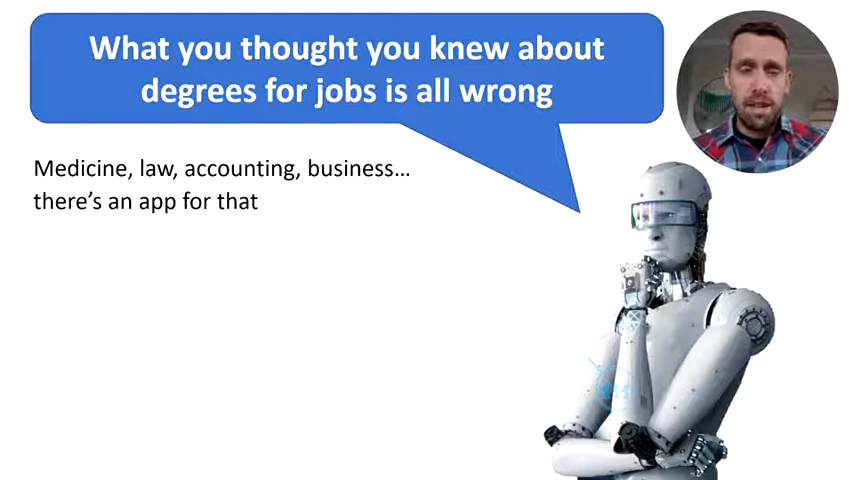 What you thought you knew about
degrees for jobs is all wrong
Medicine, law, accounting, business…
there’s an app for that